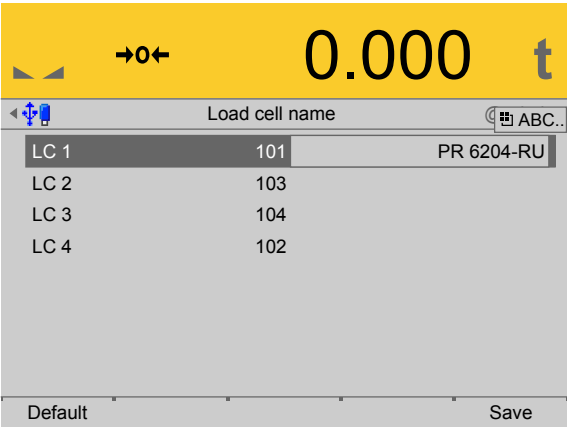 →0← 0.000 t
Load cell name
ABC..
LC 1 101 PR 6204-RU
LC 2 103
LC 3 104
LC 4 102
Default Save